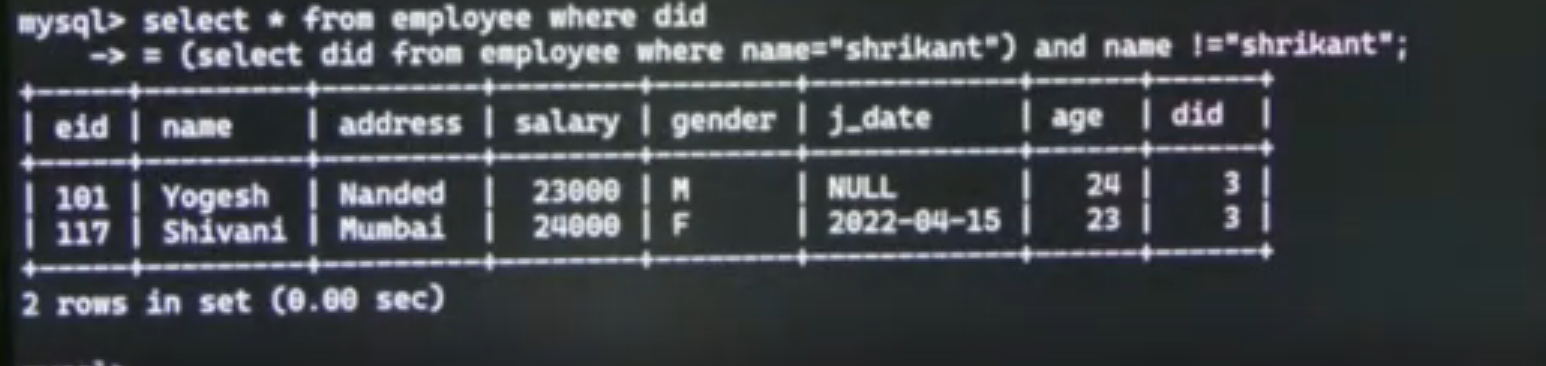 mysql> select * from employee where did
    -> = (select did from employee where name="shrikant") and name !="shrikant";
+------+---------+---------+--------+--------+------------+------+------+
| eid | name | address | salary | gender | j_date | age | did |
+------+---------+---------+--------+--------+------------+------+------+
| 101 | Yogesh | Nanded | 23000 | M | NULL | 24 | 3 |
| 117 | Shivani | Mumbai | 24000 | F | 2022-04-15 | 23 | 3 |
+------+---------+---------+--------+--------+------------+------+------+
2 rows in set (0.00 sec)